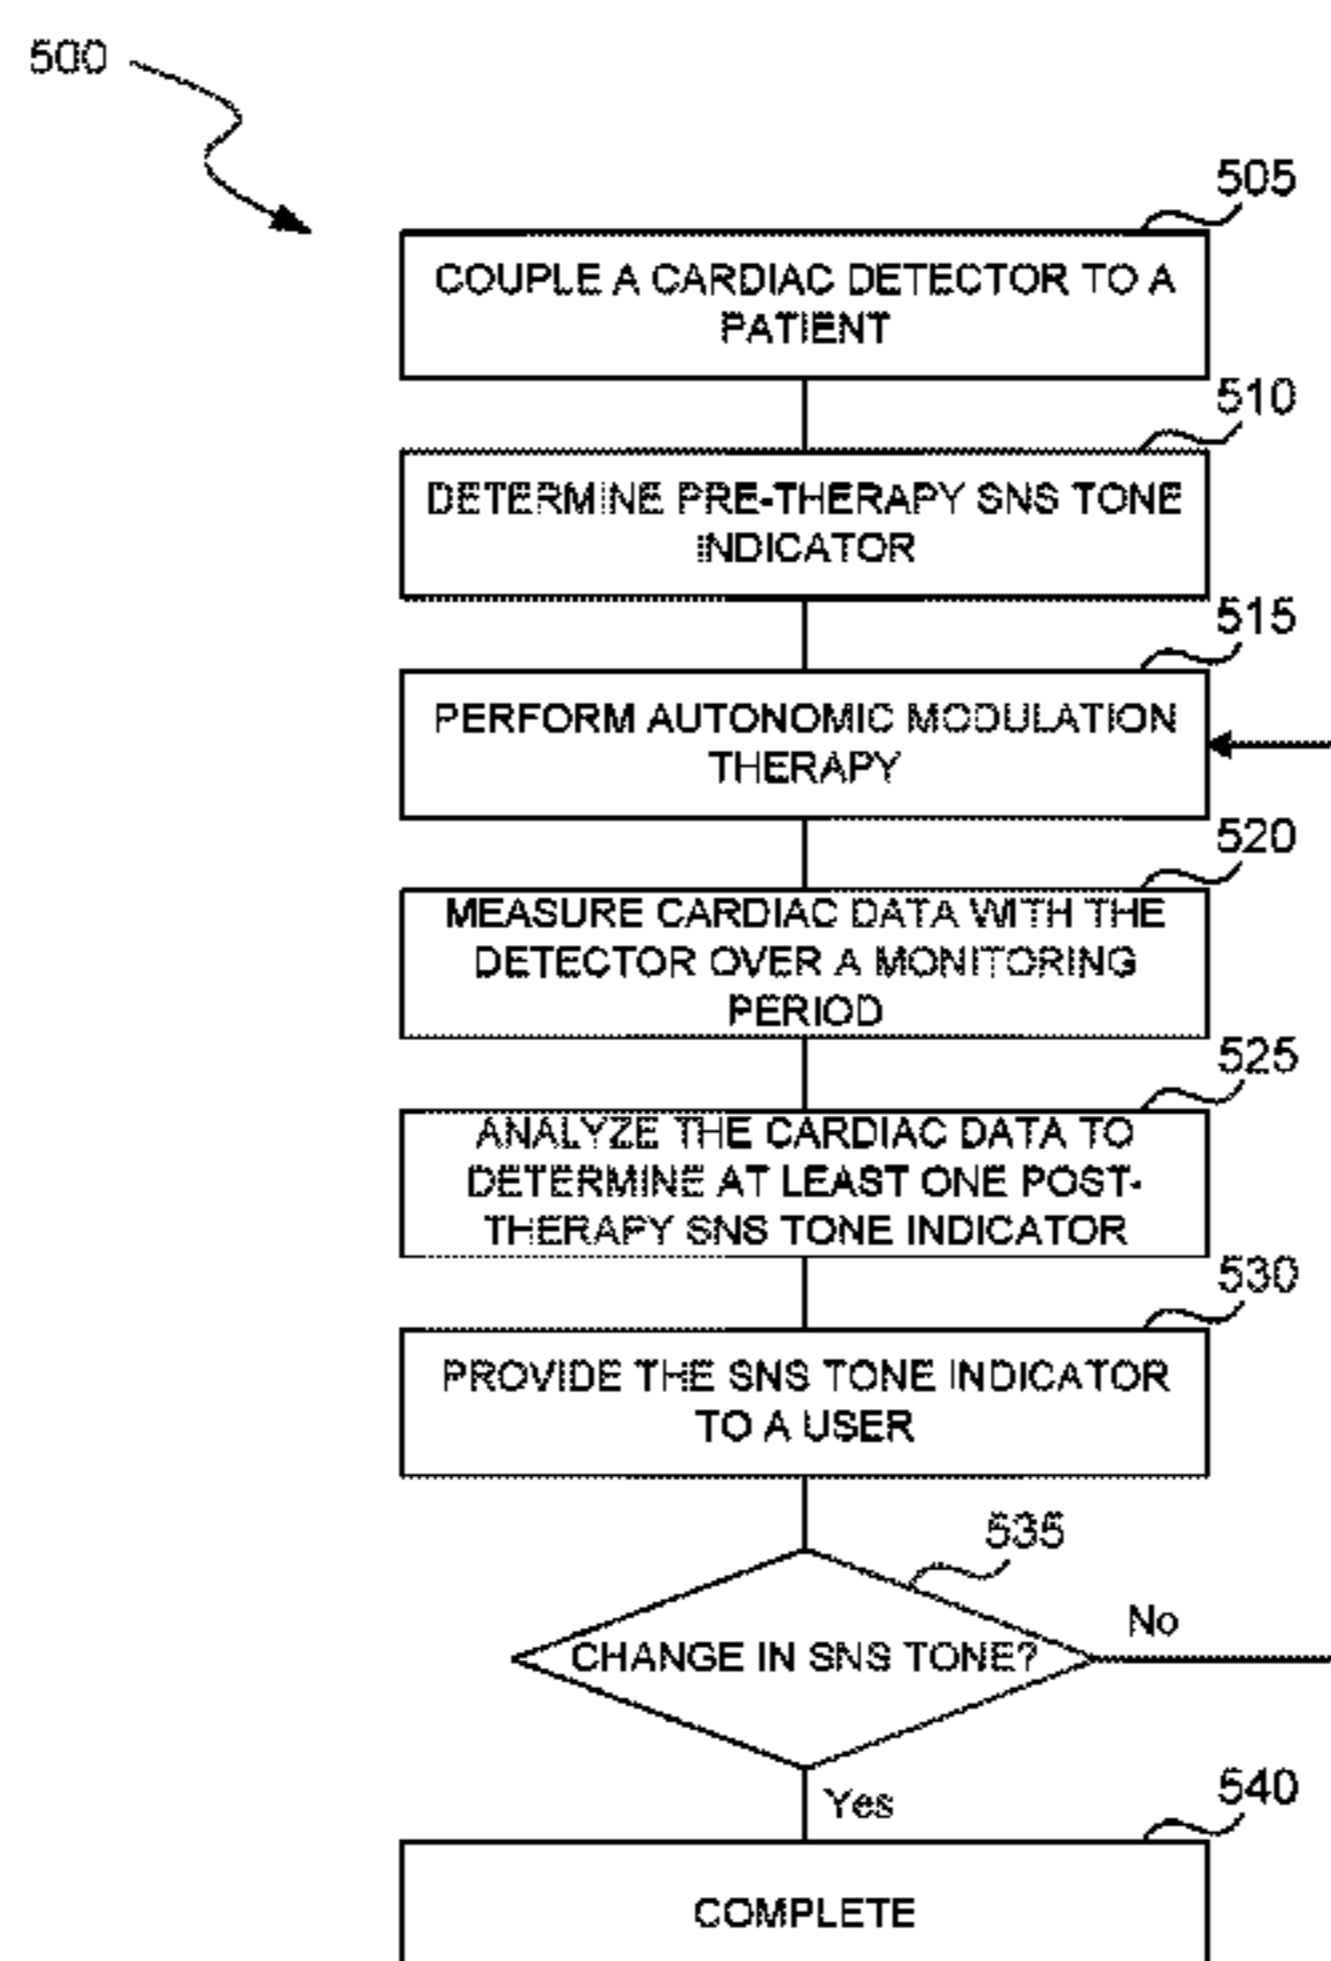 500
505
COUPLE A CARDIAC DETECTOR TO A
PATIENT
510
DETERMINE PRE-THERAPY SNS TONE
INDICATOR
515
PERFORM AUTONOMIC MODULATION
THERAPY
520
MEASURE CARDIAC DATA WITH THE
DETECTOR OVER A MONITORING
PERIOD
525
ANALYZE THE CARDIAC DATA TO
DETERMINE AT LEAST ONE POST-
THERAPY SNS TONE INDICATOR
530
PROVIDE THE SNS TONE INDICATOR
TO A USER
535
CHANGE IN SNS TONE?
No
Yes
540
COMPLETE